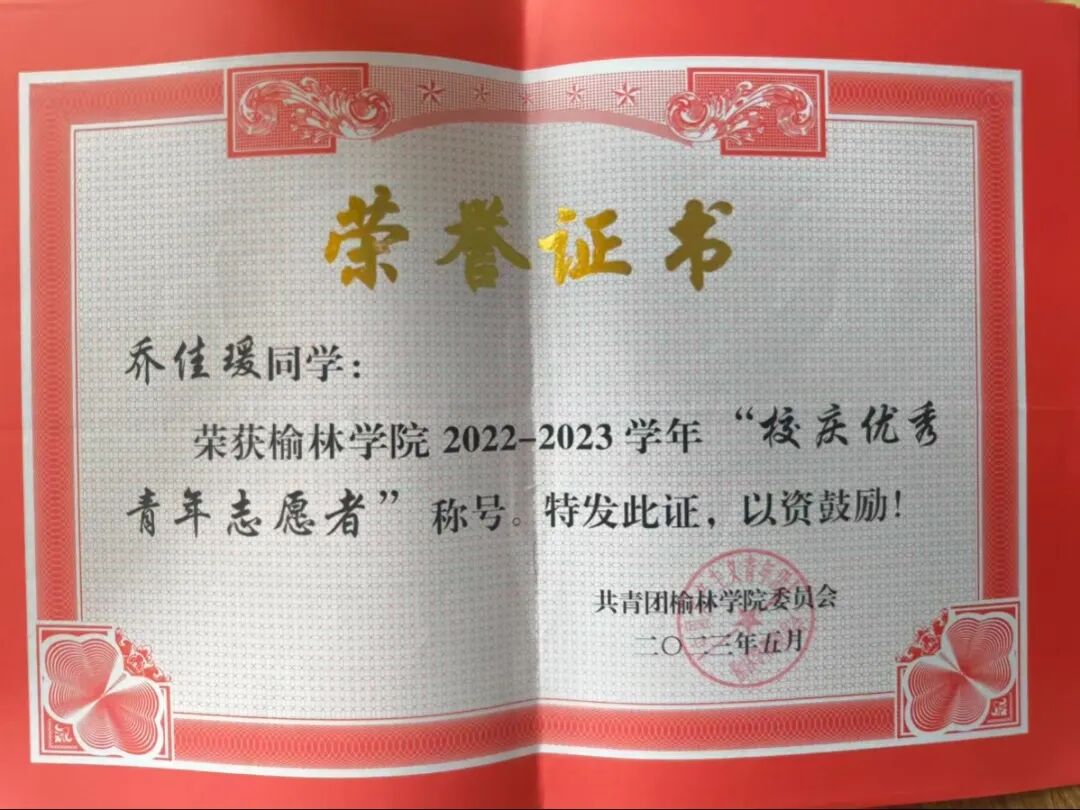 荣誉证书
乔佳瑗同学：
荣获榆林学院 2022-2023 学年“校庆优秀
青年志愿者”称号。特发此证，以资鼓励！
共青团榆林学院委员会
二〇二三年五月